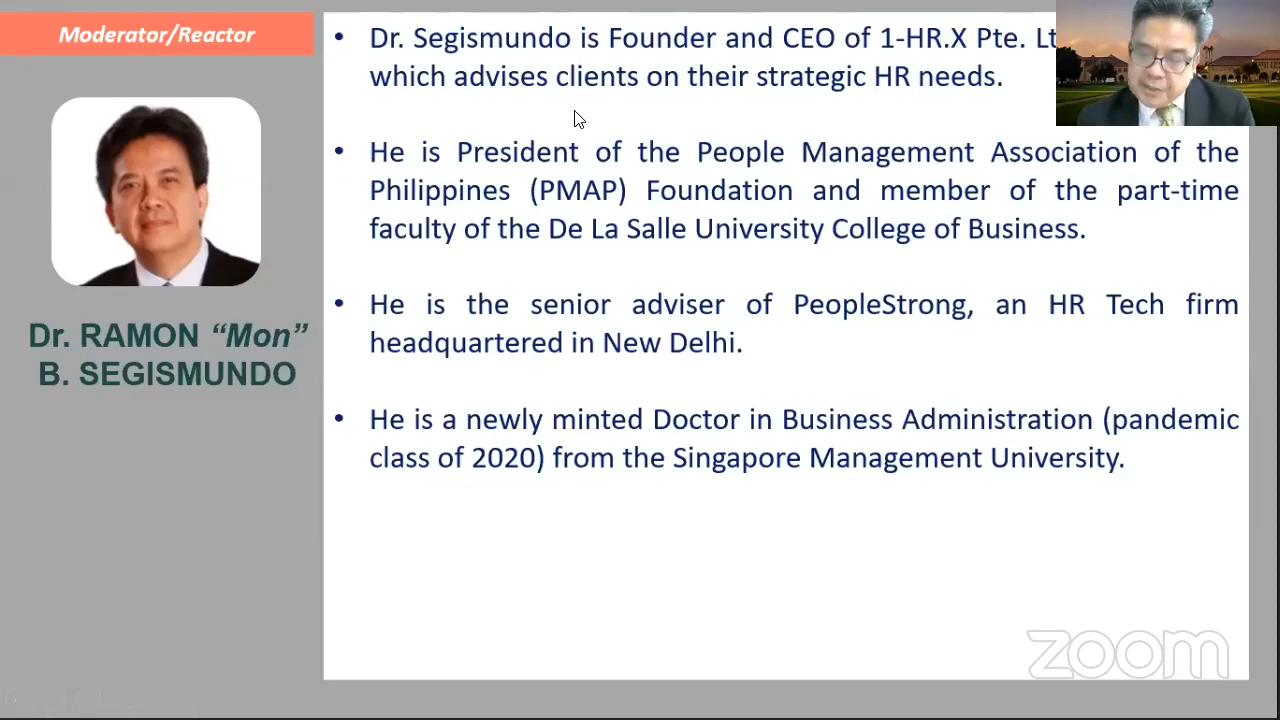 Moderator/Reactor
Dr. RAMON “Mon”
B. SEGISMUNDO
• Dr. Segismundo is Founder and CEO of 1-HR.X Pte.
which advises clients on their strategic HR needs.
• He is President of the People Management Association of the
Philippines (PMAP) Foundation and member of the part-time
faculty of the De La Salle University College of Business.
• He is the senior adviser of PeopleStrong, an HR Tech firm
headquartered in New Delhi.
• He is a newly minted Doctor in Business Administration (pandemic
class of 2020) from the Singapore Management University.
zoom